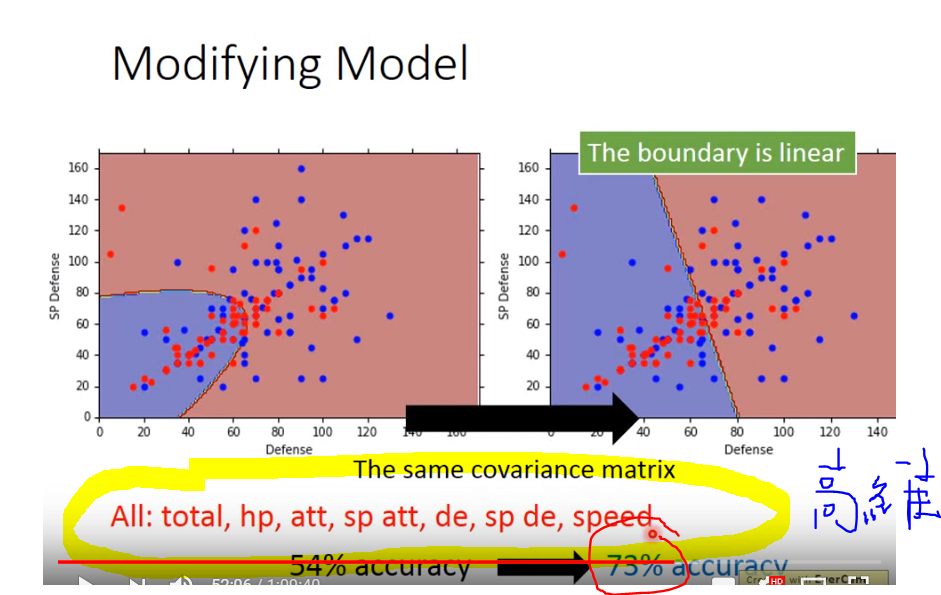 Modifying Model
The boundary is linear
160
140
120
100
80
60
40
20
0
SP Defense
0 20 40 60 80 100 120 140 160
Defense
160
140
120
100
80
60
40
20
0
SP Defense
0 20 40 60 80 100 120 140
Defense
The same covariance matrix
All: total, hp, att, sp att, de, sp de, speed
高維度
54% accuracy
73% accuracy
52:06 / 1:00:40
HD